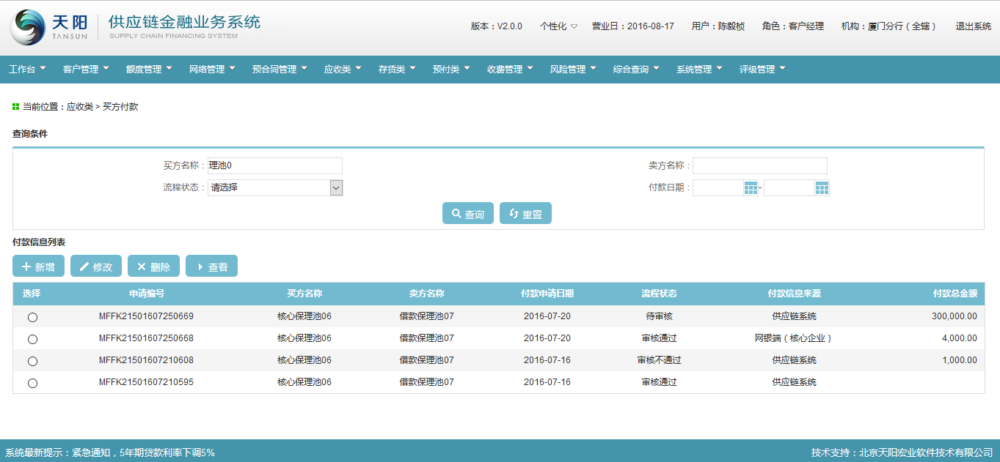 天阳 供应链金融业务系统
TANSUN SUPPLY CHAIN FINANCING SYSTEM
版本：V2.0.0 个性化 营业日：2016-08-17 用户：陈毅桢 角色：客户经理 机构：厦门分行（全辖） 退出系统
工作台 客户管理 额度管理 网络管理 预合同管理 应收类 存货类 预付类 收费管理 风险管理 综合查询 系统管理 评级管理
当前位置：应收类 > 买方付款
查询条件
买方名称：理池0 卖方名称：
流程状态：请选择 付款日期： -
查询 重置
付款信息列表
新增 修改 删除 查看
选择 申请编号 买方名称 卖方名称 付款申请日期 流程状态 付款信息来源 付款总金额
MFFK21501607250669 核心保理池06 借款保理池07 2016-07-20 待审核 供应链系统 300,000.00
MFFK21501607250668 核心保理池06 借款保理池07 2016-07-20 审核通过 网银端（核心企业） 4,000.00
MFFK21501607210608 核心保理池06 借款保理池07 2016-07-16 审核不通过 供应链系统 1,000.00
MFFK21501607210595 核心保理池06 借款保理池07 2016-07-16 审核通过 供应链系统
系统最新提示：紧急通知，5年期贷款利率下调5% 技术支持：北京天阳宏业软件技术有限公司